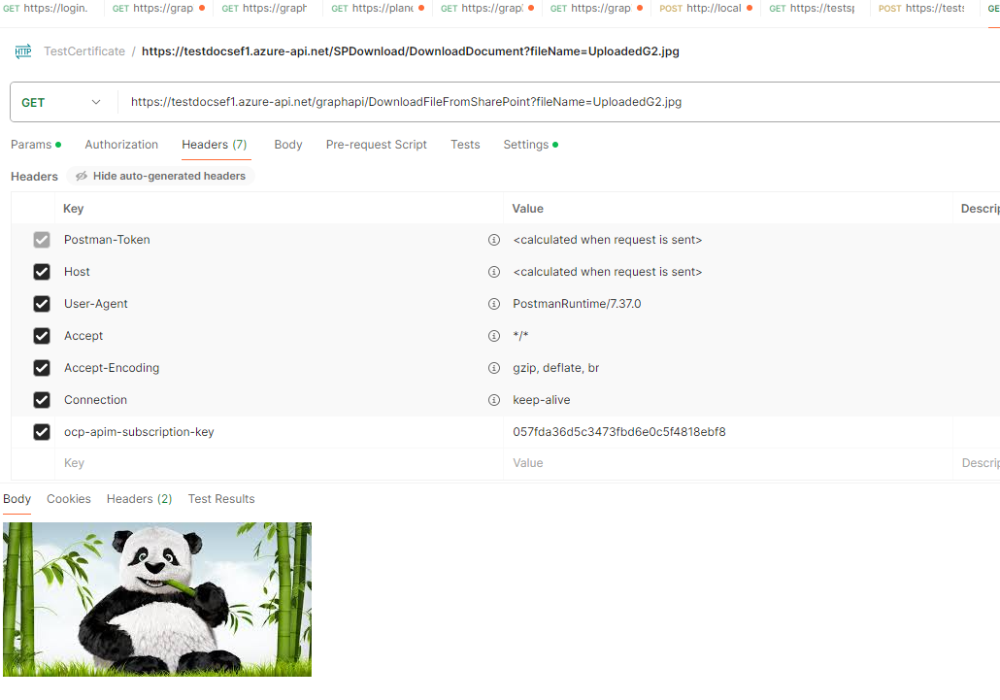 GET https://login. GET https://grap GET https://graph GET https://plane GET https://grap GET https://grap POST http://local GET https://testsp POST https://tests GE
HTTP TestCertificate / https://testdocsef1.azure-api.net/SPDownload/DownloadDocument?fileName=UploadedG2.jpg
GET https://testdocsef1.azure-api.net/graphapi/DownloadFileFromSharePoint?fileName=UploadedG2.jpg
Params Authorization Headers (7) Body Pre-request Script Tests Settings
Headers Hide auto-generated headers
Key Value Descrip
Postman-Token <calculated when request is sent>
Host <calculated when request is sent>
User-Agent PostmanRuntime/7.37.0
Accept */*
Accept-Encoding gzip, deflate, br
Connection keep-alive
ocp-apim-subscription-key 057fda36d5c3473fbd6e0c5f4818ebf8
Key Value Descrip
Body Cookies Headers (2) Test Results